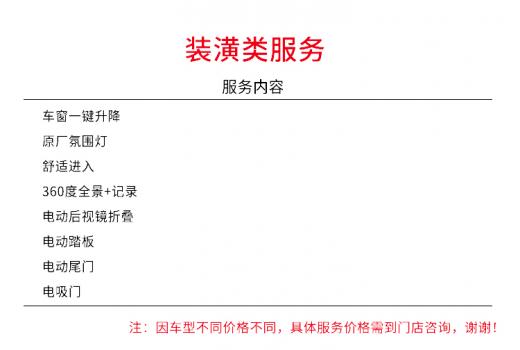 装潢类服务
服务内容
车窗一键升降
原厂氛围灯
舒适进入
360度全景+记录
电动后视镜折叠
电动踏板
电动尾门
电吸门
注：因车型不同价格不同，具体服务价格需到门店咨询，谢谢！